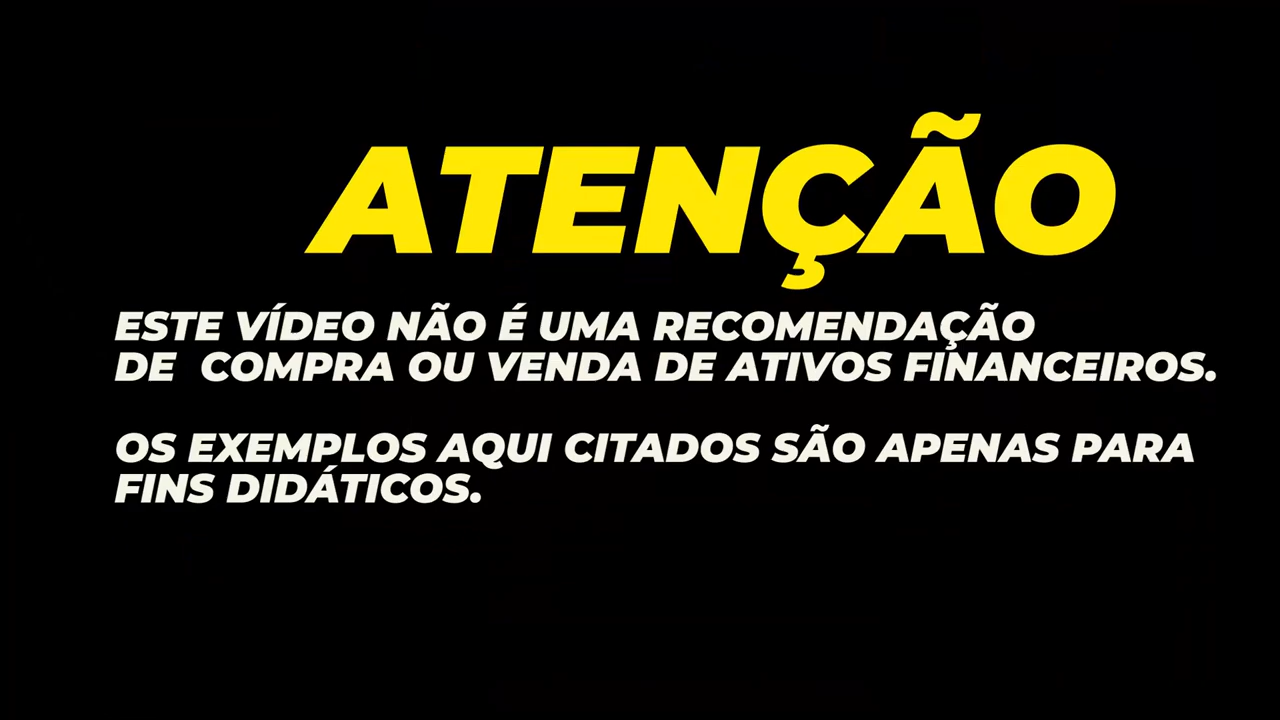 ATENÇÃO
ESTE VÍDEO NÃO É UMA RECOMENDAÇÃO
DE  COMPRA OU VENDA DE ATIVOS FINANCEIROS.
OS EXEMPLOS AQUI CITADOS SÃO APENAS PARA
FINS DIDÁTICOS.